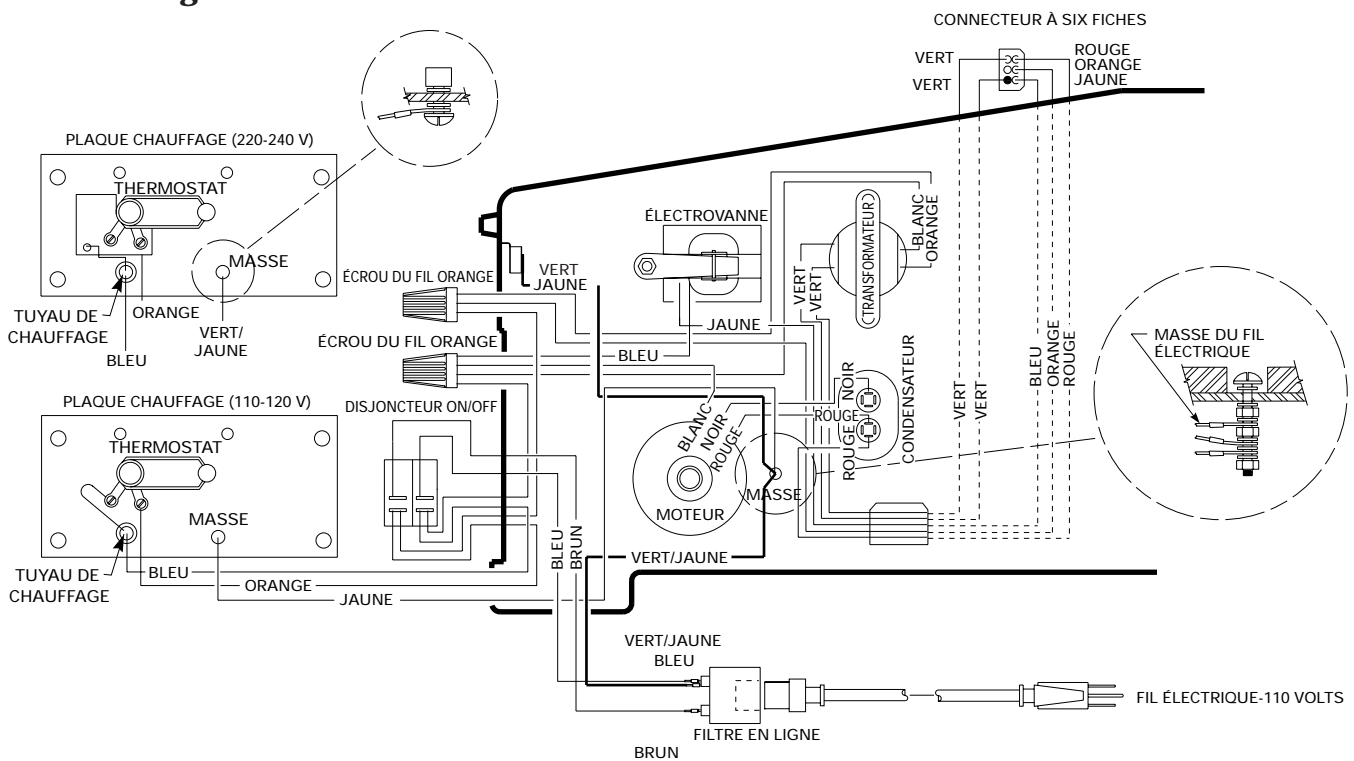 g
CONNECTEUR À SIX FICHES
VERT
ROUGE
ORANGE
VERT
JAUNE
PLAQUE CHAUFFAGE (220-240 V)
THERMOSTAT
MASSE
TUYAU DE
CHAUFFAGE
ORANGE
BLEU
VERT/
JAUNE
ÉCROU DU FIL ORANGE
ÉCROU DU FIL ORANGE
VERT
JAUNE
ÉLECTROVANNE
JAUNE
BLEU
TRANSFORMATEUR
BLANC
ORANGE
VERT
VERT
MASSE DU FIL
ÉLECTRIQUE
PLAQUE CHAUFFAGE (110-120 V)
THERMOSTAT
MASSE
TUYAU DE
CHAUFFAGE
BLEU
ORANGE
JAUNE
DISJONCTEUR ON/OFF
BLANC
NOIR
ROUGE
MOTEUR
MASSE
NOIR
ROUGE
ROUGE
CONDENSATEUR
VERT
VERT
BLEU
ORANGE
ROUGE
BLEU
BRUN
VERT/JAUNE
VERT/JAUNE
BLEU
FILTRE EN LIGNE
BRUN
FIL ÉLECTRIQUE-110 VOLTS